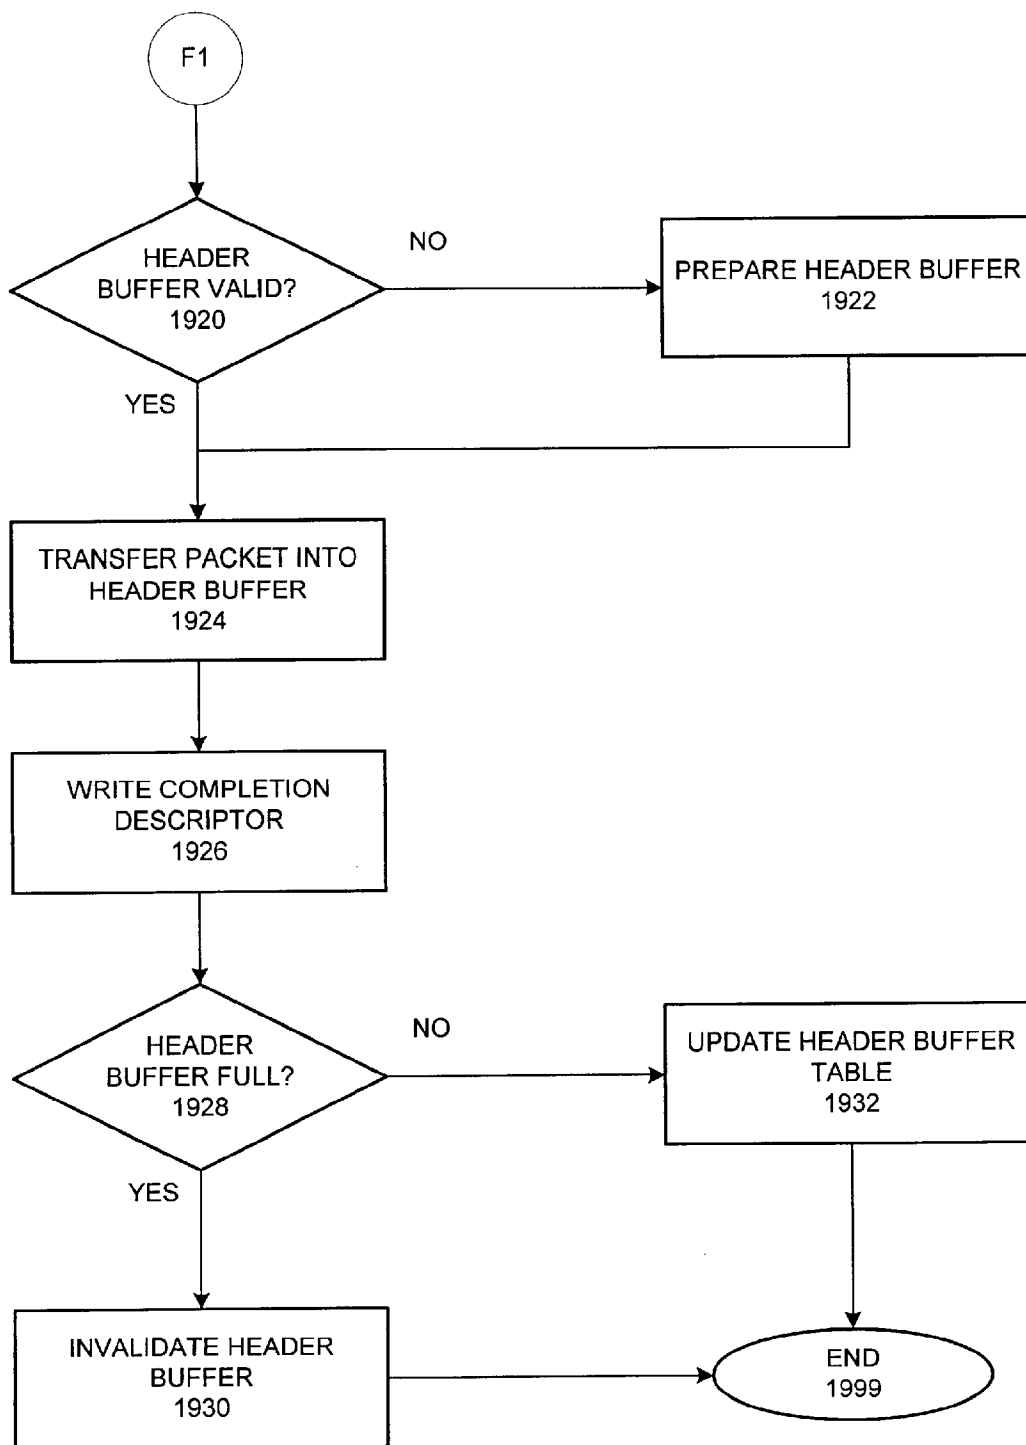 F1
HEADER
BUFFER VALID?
1920
NO
PREPARE HEADER BUFFER
1922
YES
TRANSFER PACKET INTO
HEADER BUFFER
1924
WRITE COMPLETION
DESCRIPTOR
1926
HEADER
BUFFER FULL?
1928
NO
UPDATE HEADER BUFFER
TABLE
1932
YES
INVALIDATE HEADER
BUFFER
1930
END
1999